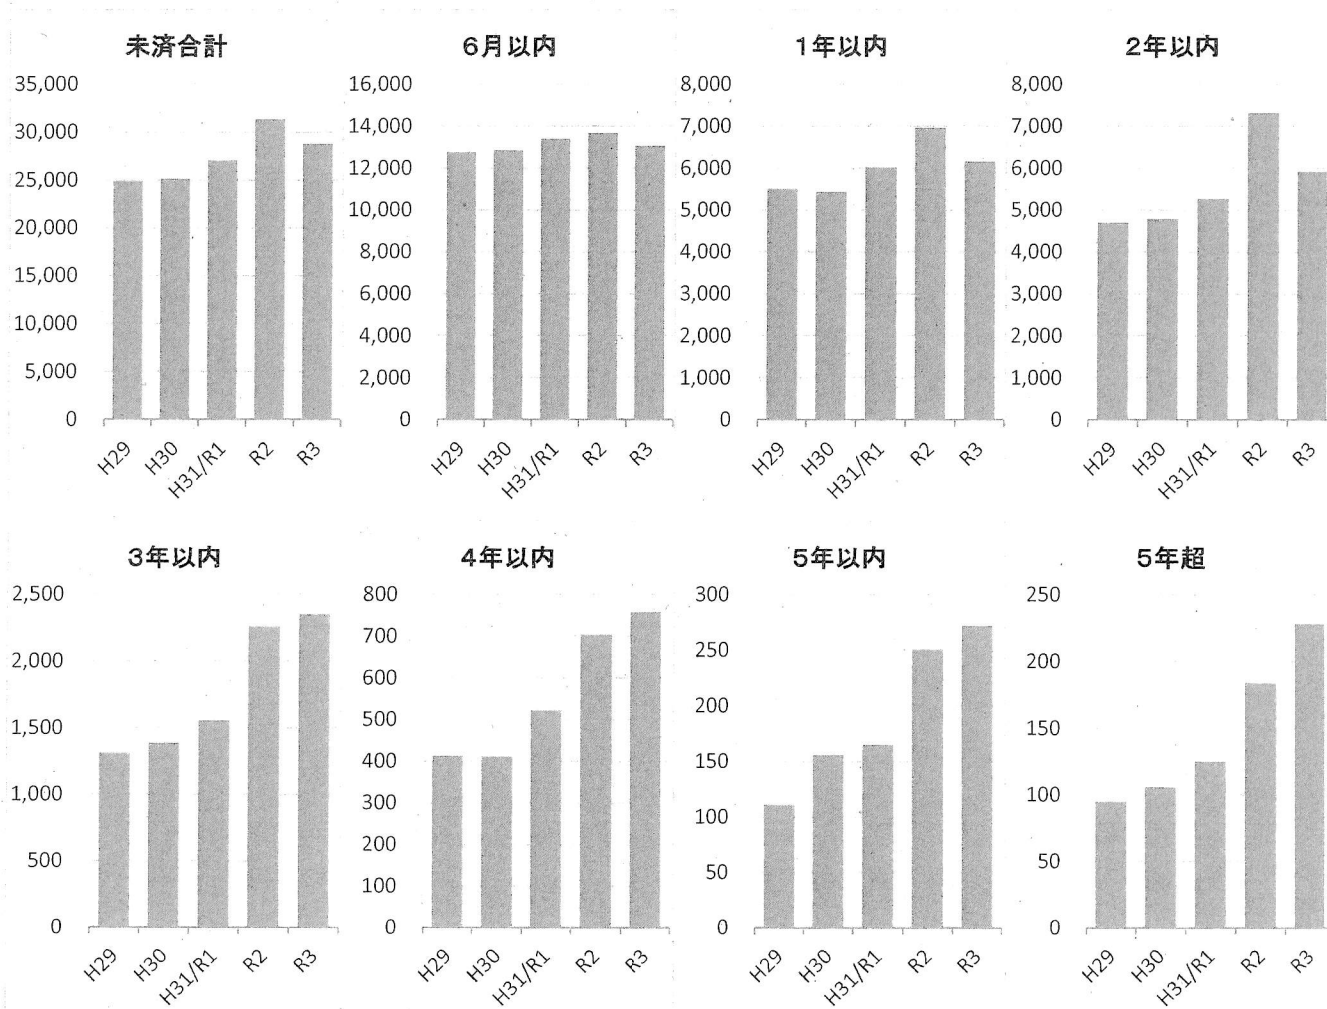 未済合計
35,000
30,000
25,000
20,000
15,000
10,000
5,000
0
H29
H30
H31/R1
R2
R3
6月以内
16,000
14,000
12,000
10,000
8,000
6,000
4,000
2,000
0
H29
H30
H31/R1
R2
R3
1年以内
8,000
7,000
6,000
5,000
4,000
3,000
2,000
1,000
0
H29
H30
H31/R1
R2
R3
2年以内
8,000
7,000
6,000
5,000
4,000
3,000
2,000
1,000
0
H29
H30
H31/R1
R2
R3
3年以内
2,500
2,000
1,500
1,000
500
0
H29
H30
H31/R1
R2
R3
4年以内
800
700
600
500
400
300
200
100
0
H29
H30
H31/R1
R2
R3
5年以内
300
250
200
150
100
50
0
H29
H30
H31/R1
R2
R3
5年超
250
200
150
100
50
0
H29
H30
H31/R1
R2
R3